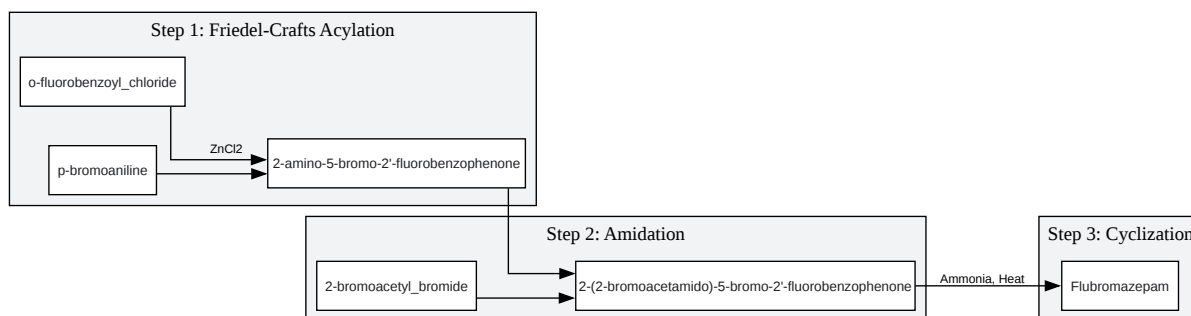 Step 1: Friedel-Crafts Acylation
o-fluorobenzoyl_chloride
ZnCl2
p-bromoaniline
2-amino-5-bromo-2'-fluorobenzophenone
Step 2: Amidation
2-bromoacetyl_bromide
2-(2-bromoacetamido)-5-bromo-2'-fluorobenzophenone
Ammonia, Heat
Step 3: Cyclization
Flubromazepam